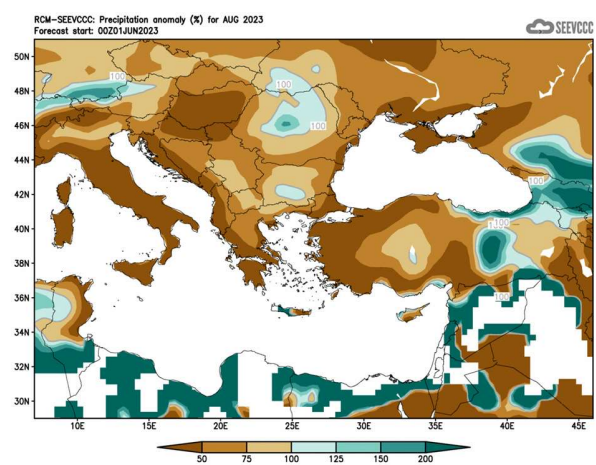 RCM-SEEVCCC: Precipitation anomaly (%) for AUG 2023
Forecast start: 00Z01JUN2023
SEEVCCC
50N
48N
46N
44N
42N
40N
38N
36N
34N
32N
30N
100
100
100
100
100
100
10E 15E 20E 25E 30E 35E 40E 45E
50 75 100 125 150 200